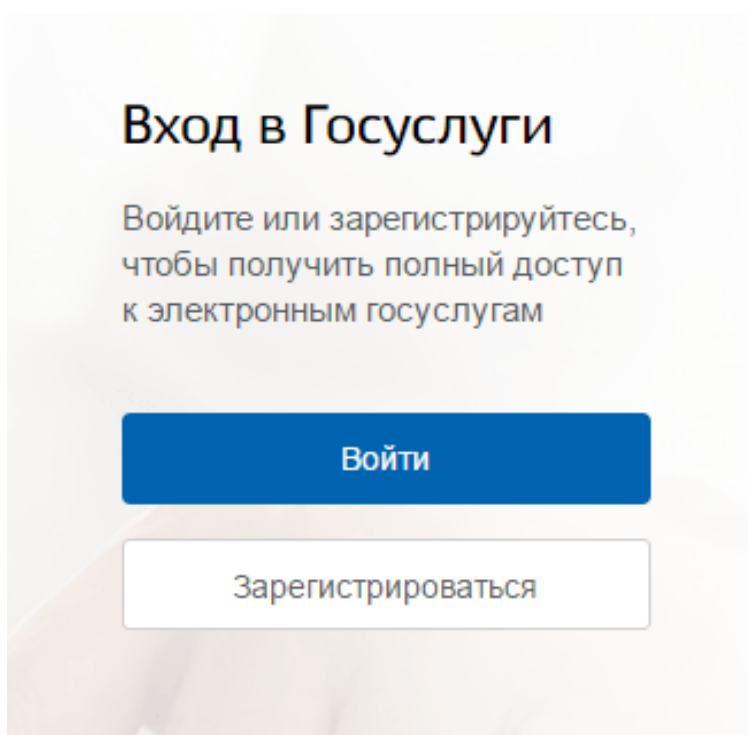 Вход в Госуслуги
Войдите или зарегистрируйтесь,
чтобы получить полный доступ
к электронным госуслугам
Войти
Зарегистрироваться